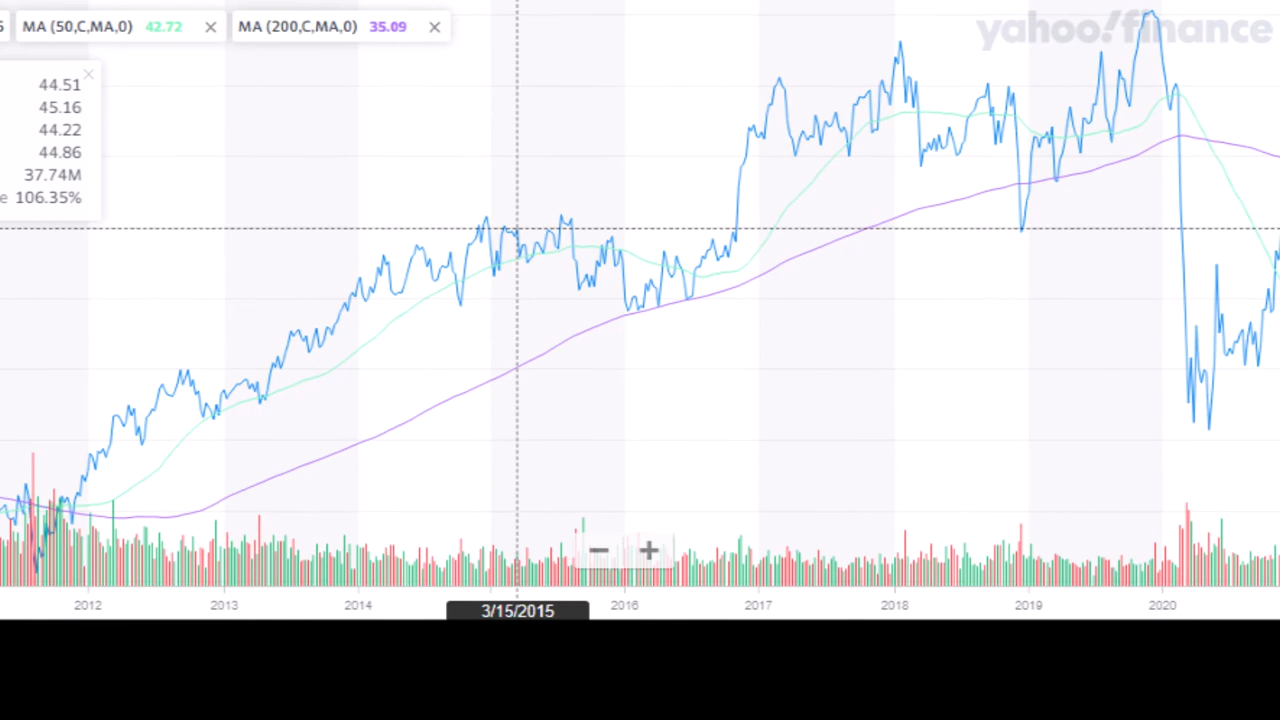 MA (50,C,MA,0) 42.72 × MA (200,C,MA,0) 35.09 ×
yahoo!finance
44.51
45.16
44.22
44.86
37.74M
e 106.35%
2012 2013 2014 2016 2017 2018 2019 2020
3/15/2015